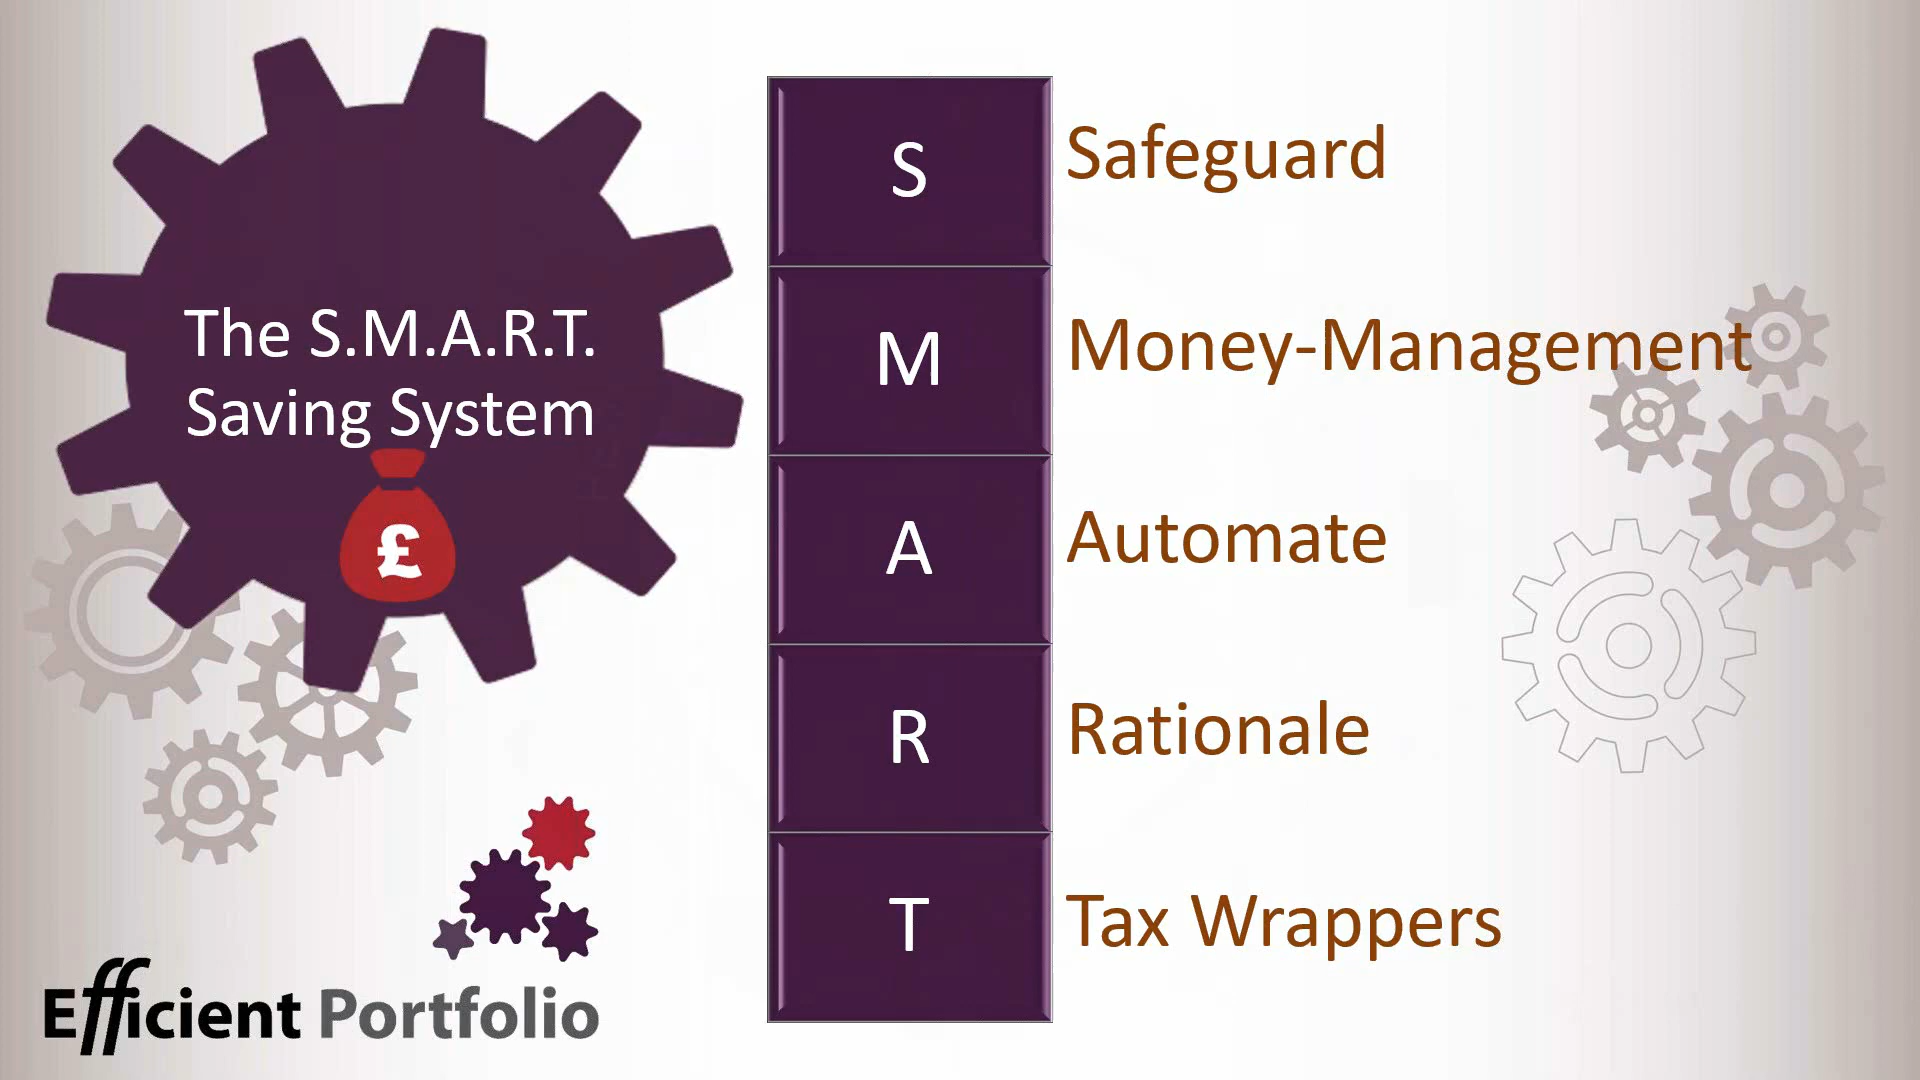 The S.M.A.R.T.
Saving System
£
S
Safeguard
M
Money-Management
A
Automate
R
Rationale
T
Tax Wrappers
Efficient Portfolio